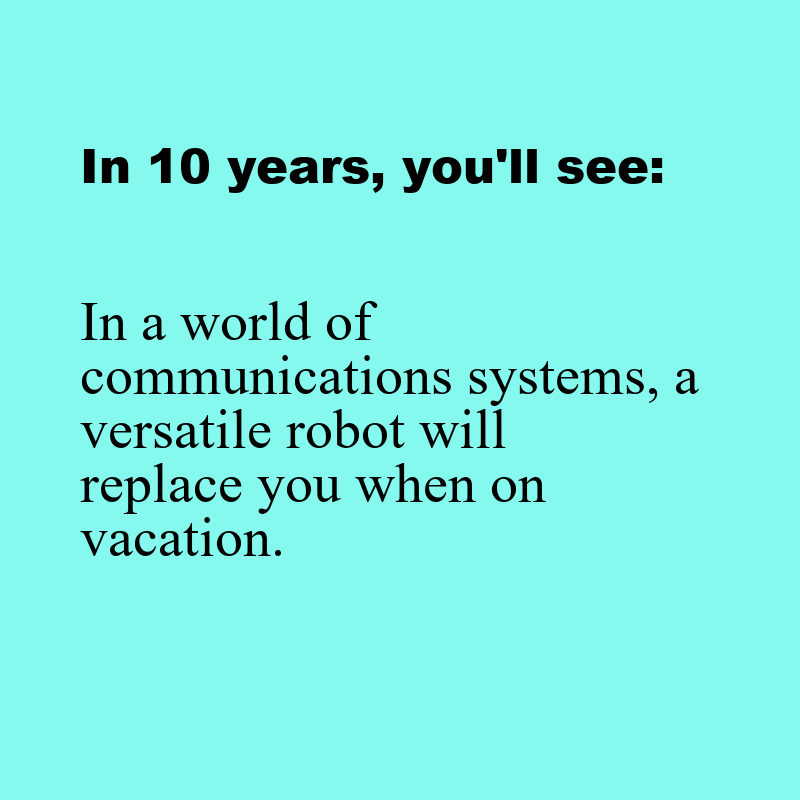 In 10 years, you'll see:
In a world of
communications systems, a
versatile robot will
replace you when on
vacation.